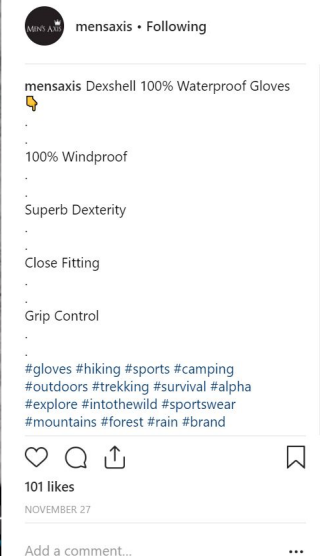 MEN'S AXIS
mensaxis • Following
mensaxis Dexshell 100% Waterproof Gloves
👇
.
.
100% Windproof
.
.
Superb Dexterity
.
.
Close Fitting
.
.
Grip Control
.
.
#gloves #hiking #sports #camping
#outdoors #trekking #survival #alpha
#explore #intothewild #sportswear
#mountains #forest #rain #brand
101 likes
NOVEMBER 27
Add a comment...